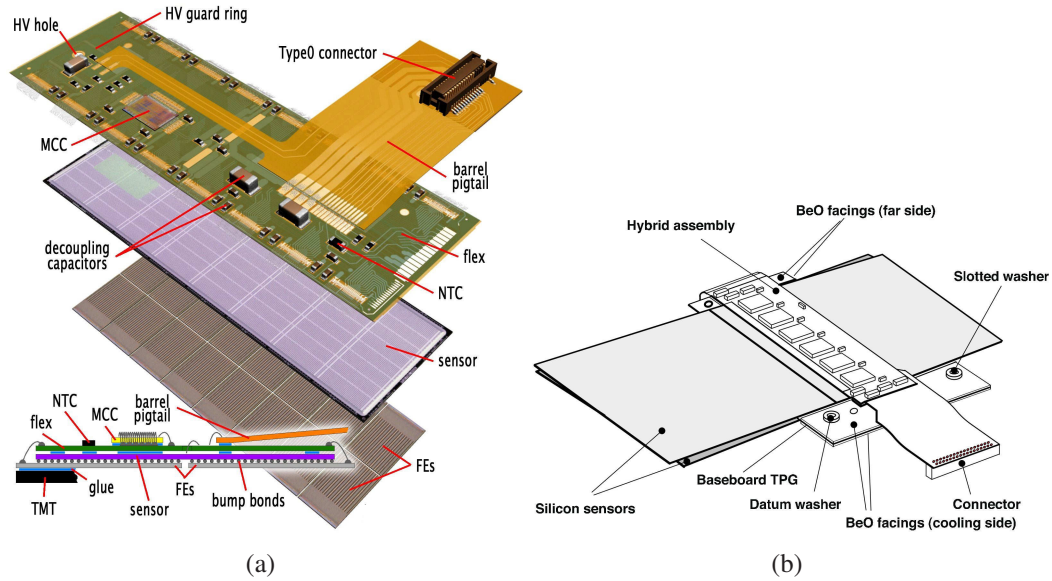 HV guard ring
HV hole
Type0 connector
MCC
barrel
pigtail
decoupling
capacitors
flex
NTC
sensor
NTC
MCC
barrel
pigtail
flex
FEs
glue
FEs
bump bonds
TMT
sensor
(a)
BeO facings (far side)
Hybrid assembly
Slotted washer
Baseboard TPG
Silicon sensors
Datum washer
Connector
BeO facings (cooling side)
(b)